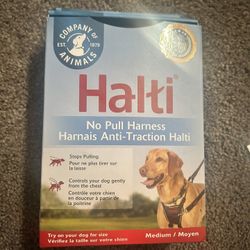 COMPANY OF
EST. 1979
ANIMALS
Halti
No Pull Harness
Harnais Anti-Traction Halti
Stops Pulling
Pour ne plus tirer sur
la laisse
Controls your dog gently
from the chest
Contrôle votre chien
en douceur à partir de
la poitrine
Try on your dog for size
Vérifiez la taille sur votre chien
Medium / Moyen